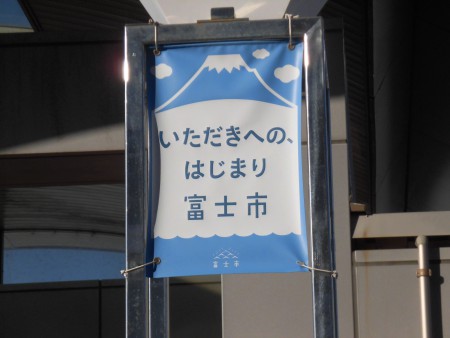 いただきへの、
はじまり
富士市
富士市